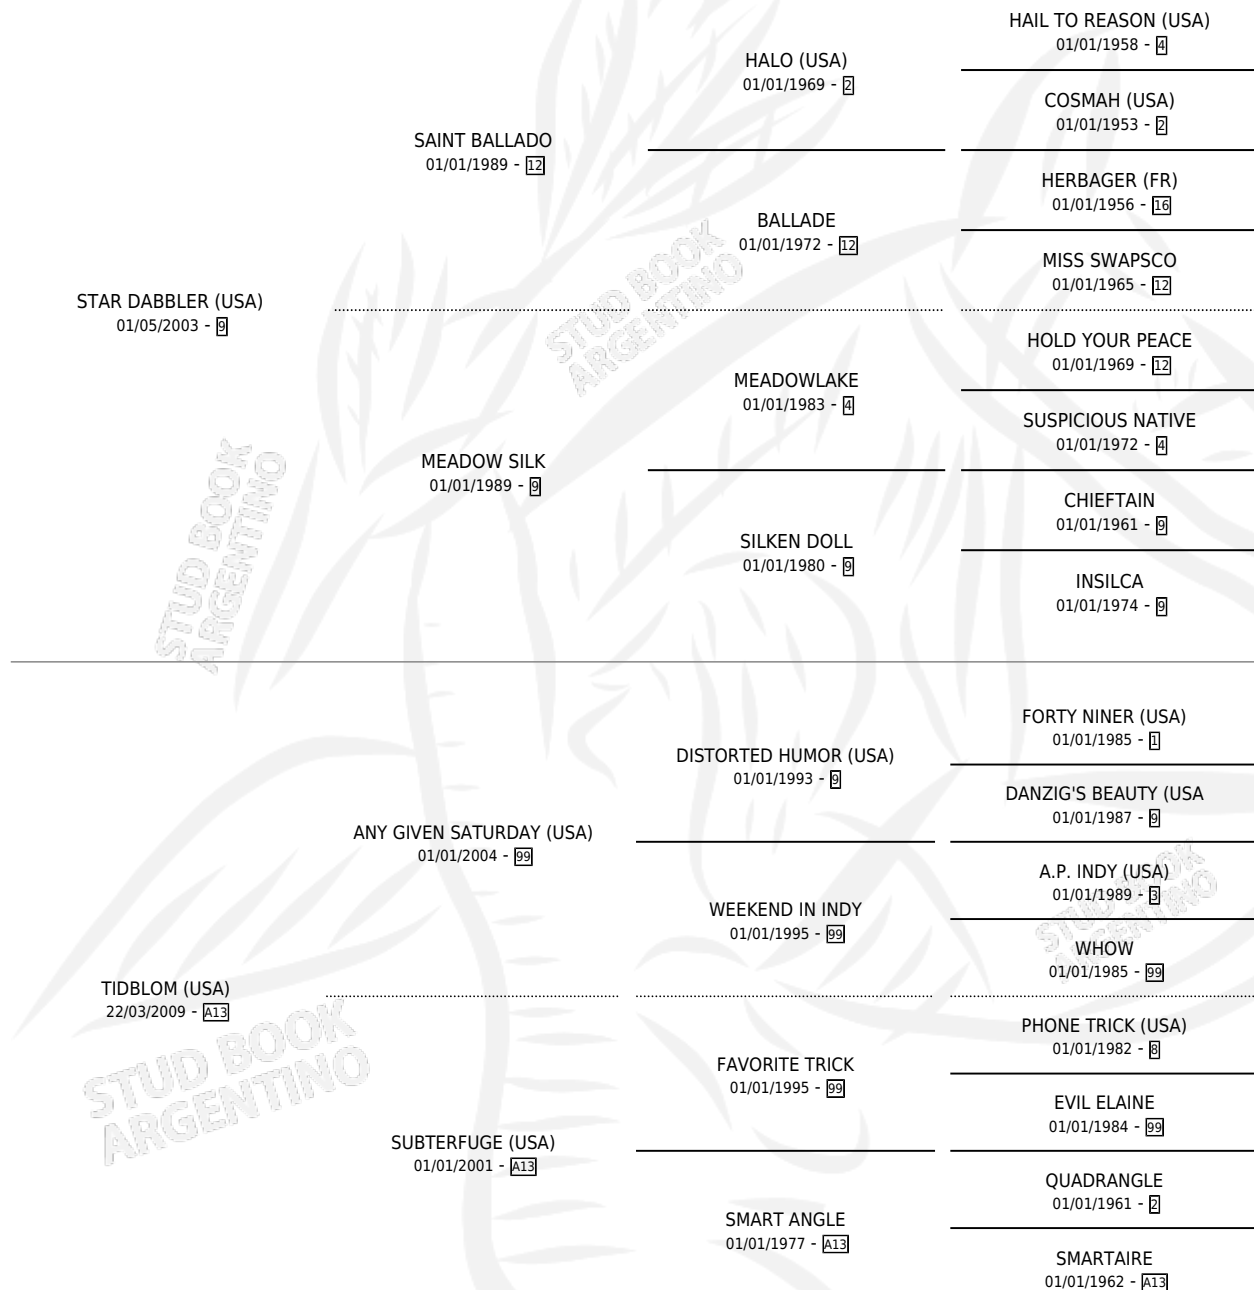 HAIL TO REASON (USA)
01/01/1958 - 4
HALO (USA)
01/01/1969 - 2
COSMAH (USA)
01/01/1953 - 2
SAINT BALLADO
01/01/1989 - 12
HERBAGER (FR)
01/01/1956 - 16
BALLADE
01/01/1972 - 12
MISS SWAPSCO
01/01/1965 - 12
STAR DABBLER (USA)
01/05/2003 - 9
HOLD YOUR PEACE
01/01/1969 - 12
MEADOWLAKE
01/01/1983 - 4
SUSPICIOUS NATIVE
01/01/1972 - 4
MEADOW SILK
01/01/1989 - 9
CHIEFTAIN
01/01/1961 - 9
SILKEN DOLL
01/01/1980 - 9
INSILCA
01/01/1974 - 9
FORTY NINER (USA)
01/01/1985 - 1
DISTORTED HUMOR (USA)
01/01/1993 - 9
DANZIG'S BEAUTY (USA
01/01/1987 - 9
ANY GIVEN SATURDAY (USA)
01/01/2004 - 99
A.P. INDY (USA)
01/01/1989 - 3
WEEKEND IN INDY
01/01/1995 - 99
WHOW
01/01/1985 - 99
TIDBLOM (USA)
22/03/2009 - A13
PHONE TRICK (USA)
01/01/1982 - 8
FAVORITE TRICK
01/01/1995 - 99
EVIL ELAINE
01/01/1984 - 99
SUBTERFUGE (USA)
01/01/2001 - A13
QUADRANGLE
01/01/1961 - 2
SMART ANGLE
01/01/1977 - A13
SMARTAIRE
01/01/1962 - A13
STUD BOOK
ARGENTINO
STUD BOOK
ARGENTINO
STUD BOOK
ARGENTINO
STUD BOOK
ARGENTINO